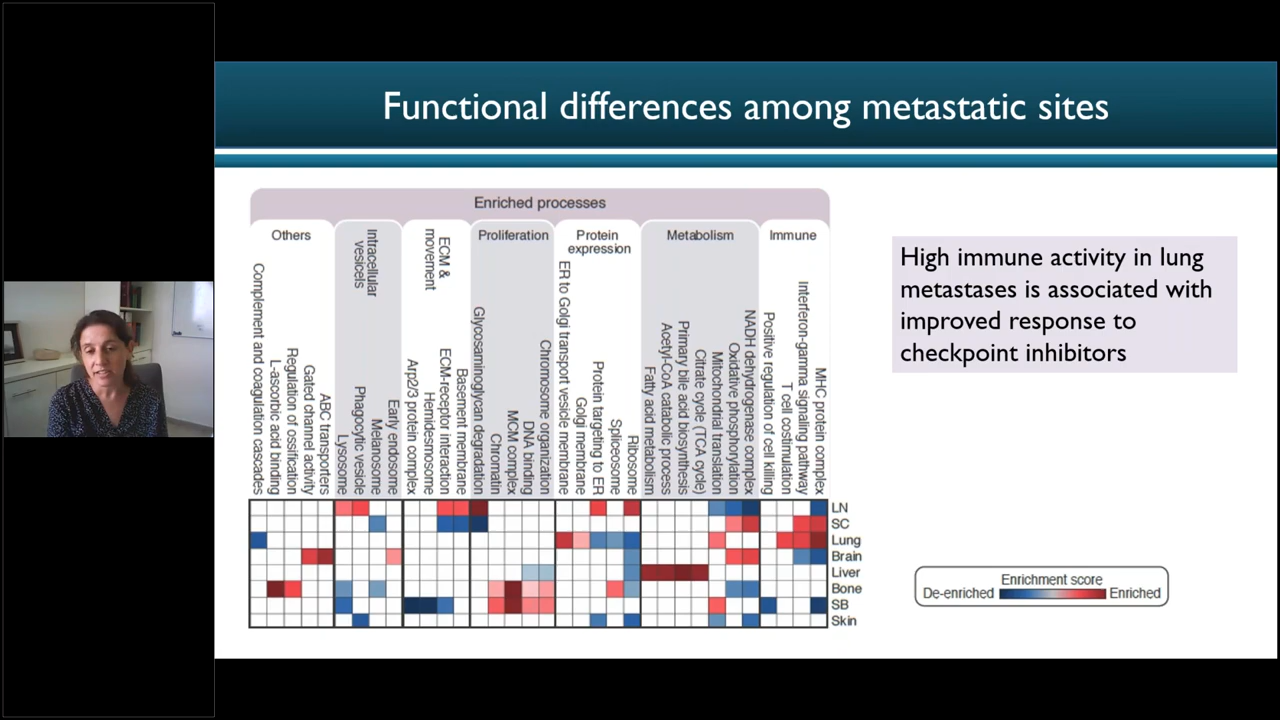 Functional differences among metastatic sites
Enriched processes
Others
Intracellular
vesicels
ECM &
movement
Proliferation
Protein
expression
Metabolism
Immune
Complement and coagulation cascades
L-ascorbic acid binding
Regulation of ossification
Gated channel activity
ABC transporters
Lysosome
Phagocytic vesicle
Melanosome
Early endosome
Arp2/3 protein complex
Hemidesmosome
ECM-receptor interaction
Basement membrane
Glycosaminoglycan degradation
Chromatin
MCM complex
DNA binding
Chromosome organization
ER to Golgi transport vesicle membrane
Golgi membrane
Protein targeting to ER
Spliceosome
Ribosome
Fatty acid metabolism
Acetyl-CoA catabolic process
Primary bile acid biosynthesis
Citrate cycle (TCA cycle)
Mitochondrial translation
Oxidative phosphorylation
NADH dehydrogenase complex
Positive regulation of cell killing
T cell costimulation
Interferon-gamma signaling pathway
MHC protein complex
LN
SC
Lung
Brain
Liver
Bone
SB
Skin
High immune activity in lung
metastases is associated with
improved response to
checkpoint inhibitors
Enrichment score
De-enriched
Enriched